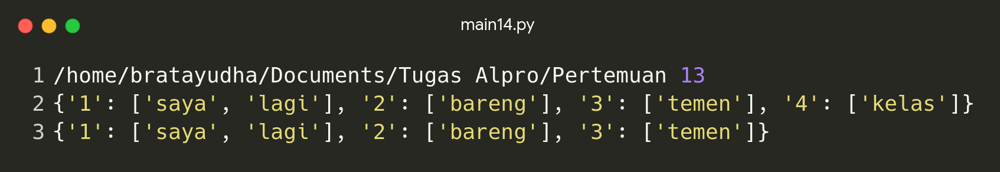 main14.py
1 /home/bratayudha/Documents/Tugas Alpro/Pertemuan 13
2 {'1': ['saya', 'lagi'], '2': ['bareng'], '3': ['temen'], '4': ['kelas']}
3 {'1': ['saya', 'lagi'], '2': ['bareng'], '3': ['temen']}